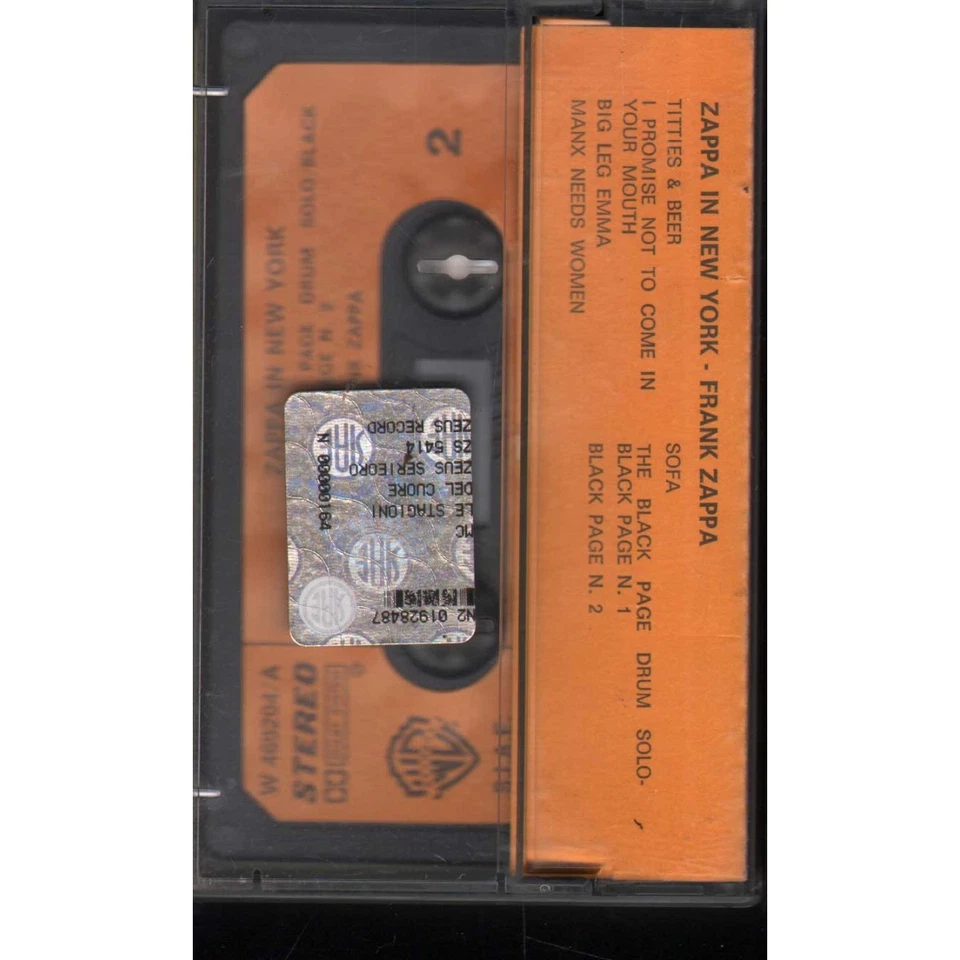 ZAPPA IN NEW YORK - FRANK ZAPPA
TITTIES & BEER
I PROMISE NOT TO COME IN
YOUR MOUTH
BIG LEG EMMA
MANX NEEDS WOMEN
SOFA
THE BLACK PAGE DRUM SOLO-
BLACK PAGE N. 1
BLACK PAGE N. 2
2
ZAPPA IN NEW YORK
ZAPPA
PAGE DRUM SOLO BLACK
STEREO
W 469204 A
N2 01928487
MC
LE STAGIONI
DEL CUORE
ZEUS SERIEORO
ZS 5414
ZEUS RECORD
N 00000164